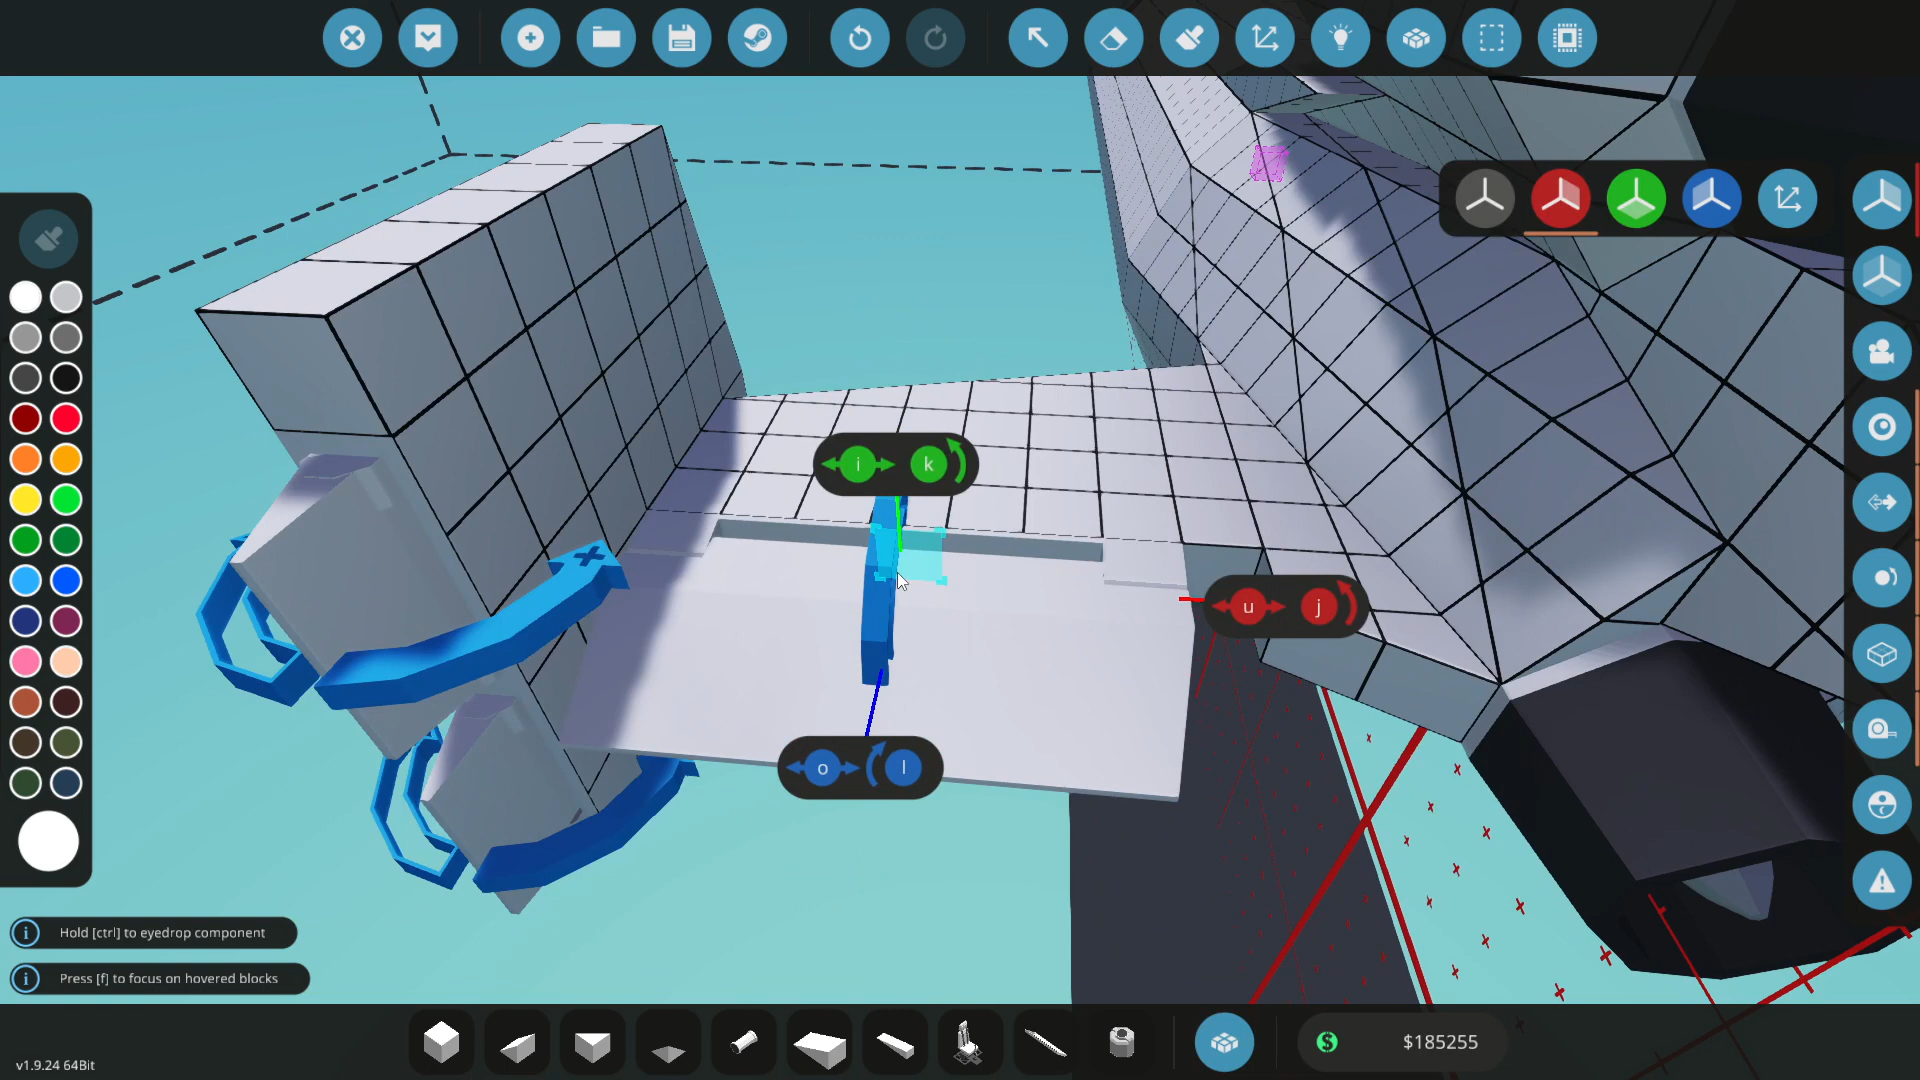 i k
u j
o l
Hold [ctrl] to eyedrop component
Press [f] to focus on hovered blocks
$ $185255
v1.9.24 64Bit